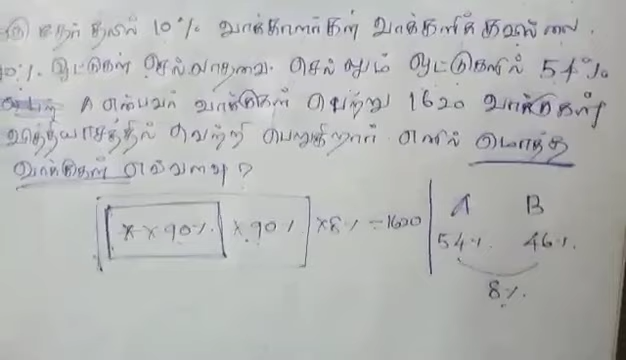 தேர்தலில் 10% வாக்காளர்கள் வாக்களிக்கவில்லை.
10% ஓட்டுகள் செல்லாதவை. செல்லும் ஓட்டுகளில் 54%
A என்பவர் வாக்குகள் பெற்று 1620 வாக்குகள்
வித்தியாசத்தில் வெற்றி பெறுகிறார் எனில் மொத்த
வாக்குகள் எவ்வளவு?
x × 90% × 90% × 8% = 1620
A B
54% 46%
8%